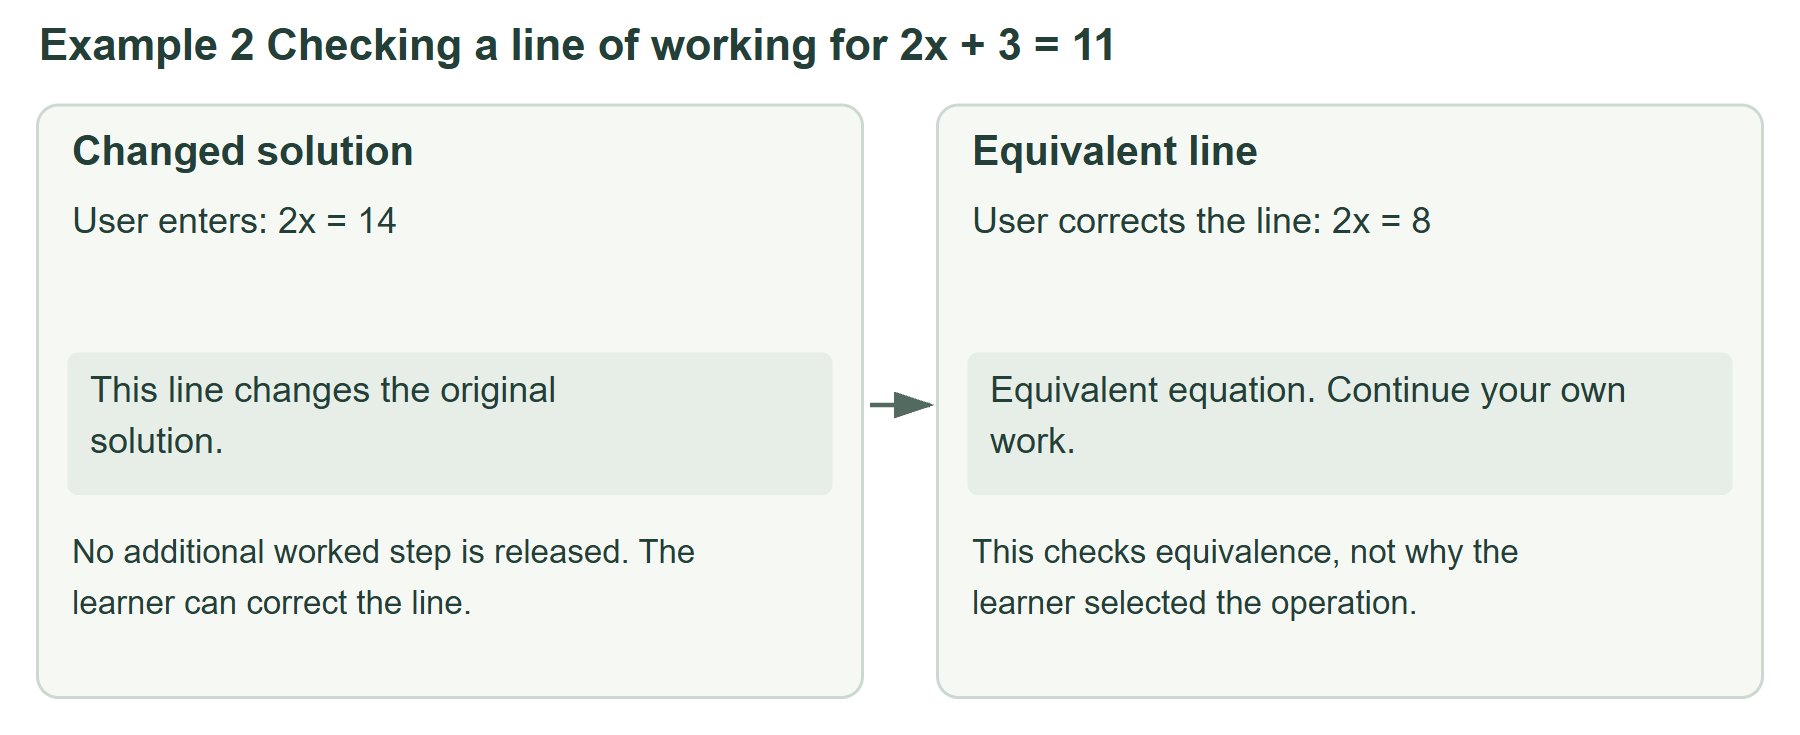 Example 2 Checking a line of working for 2x + 3 = 11
Changed solution
User enters: 2x = 14
This line changes the original
solution.
No additional worked step is released. The
learner can correct the line.
Equivalent line
User corrects the line: 2x = 8
Equivalent equation. Continue your own
work.
This checks equivalence, not why the
learner selected the operation.